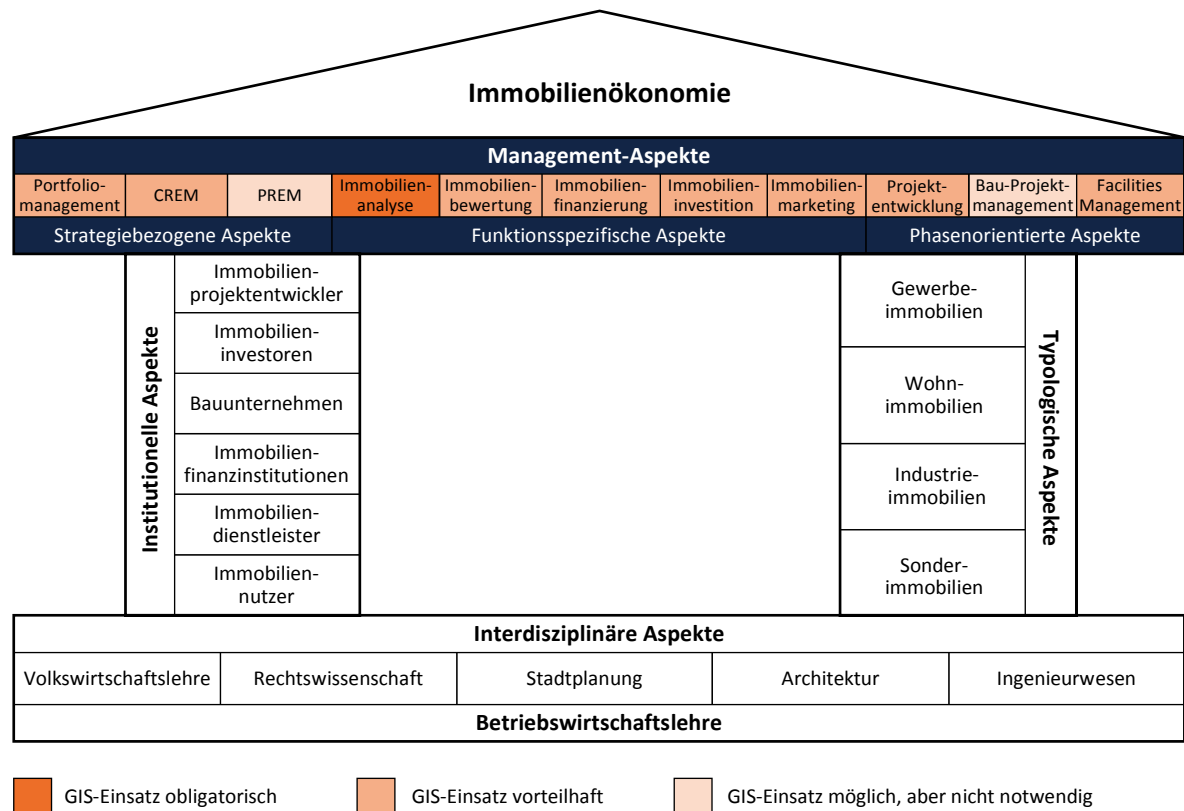 Immobilienökonomie
Management-Aspekte
Portfolio-
management
CREM
PREM
Immobilien-
analyse
Immobilien-
bewertung
Immobilien-
finanzierung
Immobilien-
investition
Immobilien-
marketing
Projekt-
entwicklung
Bau-Projekt-
management
Facilities
Management
Strategiebezogene Aspekte
Funktionsspezifische Aspekte
Phasenorientierte Aspekte
Institutionelle Aspekte
Immobilien-
projektentwickler
Immobilien-
investoren
Bauunternehmen
Immobilien-
finanzinstitutionen
Immobilien-
dienstleister
Immobilien-
nutzer
Gewerbe-
immobilien
Wohn-
immobilien
Industrie-
immobilien
Sonder-
immobilien
Typologische Aspekte
Interdisziplinäre Aspekte
Volkswirtschaftslehre
Rechtswissenschaft
Stadtplanung
Architektur
Ingenieurwesen
Betriebswirtschaftslehre
GIS-Einsatz obligatorisch
GIS-Einsatz vorteilhaft
GIS-Einsatz möglich, aber nicht notwendig